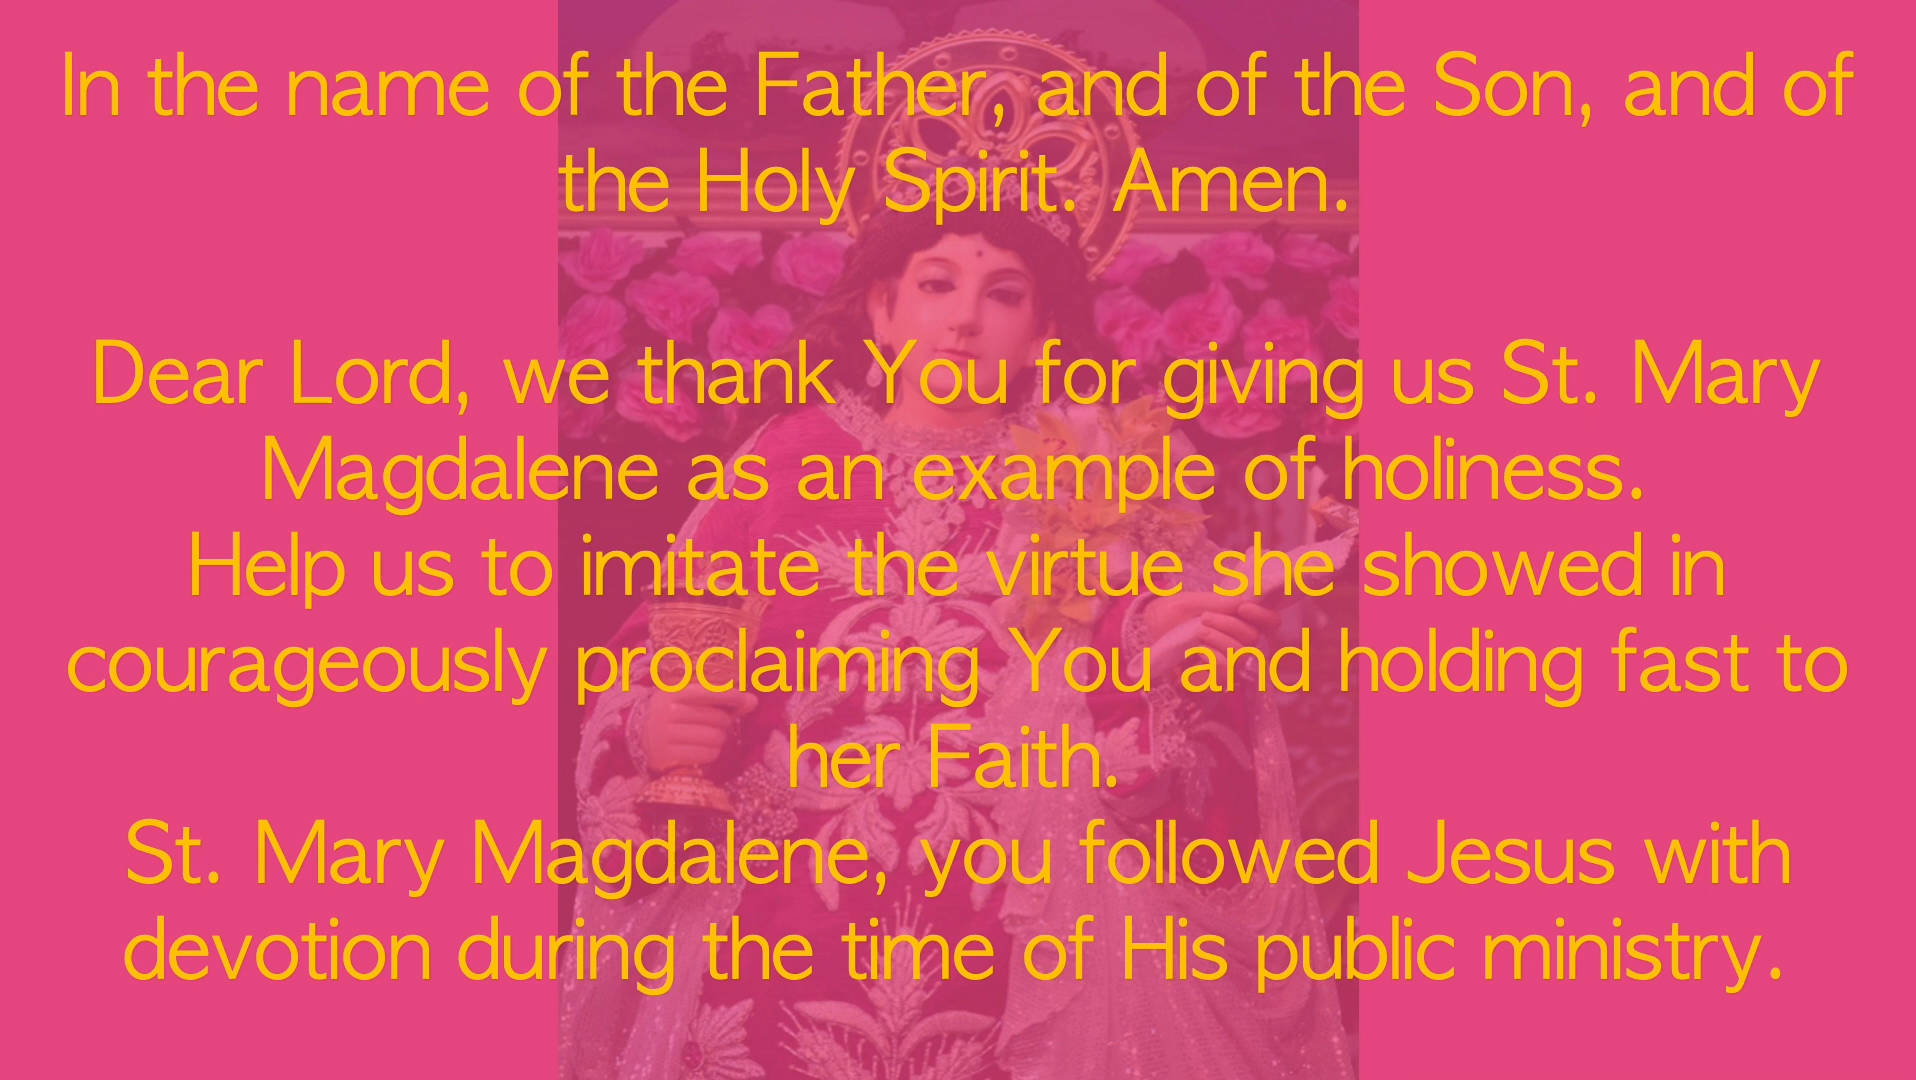 In the name of the Father, and of the Son, and of
the Holy Spirit. Amen.
Dear Lord, we thank You for giving us St. Mary
Magdalene as an example of holiness.
Help us to imitate the virtue she showed in
courageously proclaiming You and holding fast to
her Faith.
St. Mary Magdalene, you followed Jesus with
devotion during the time of His public ministry.